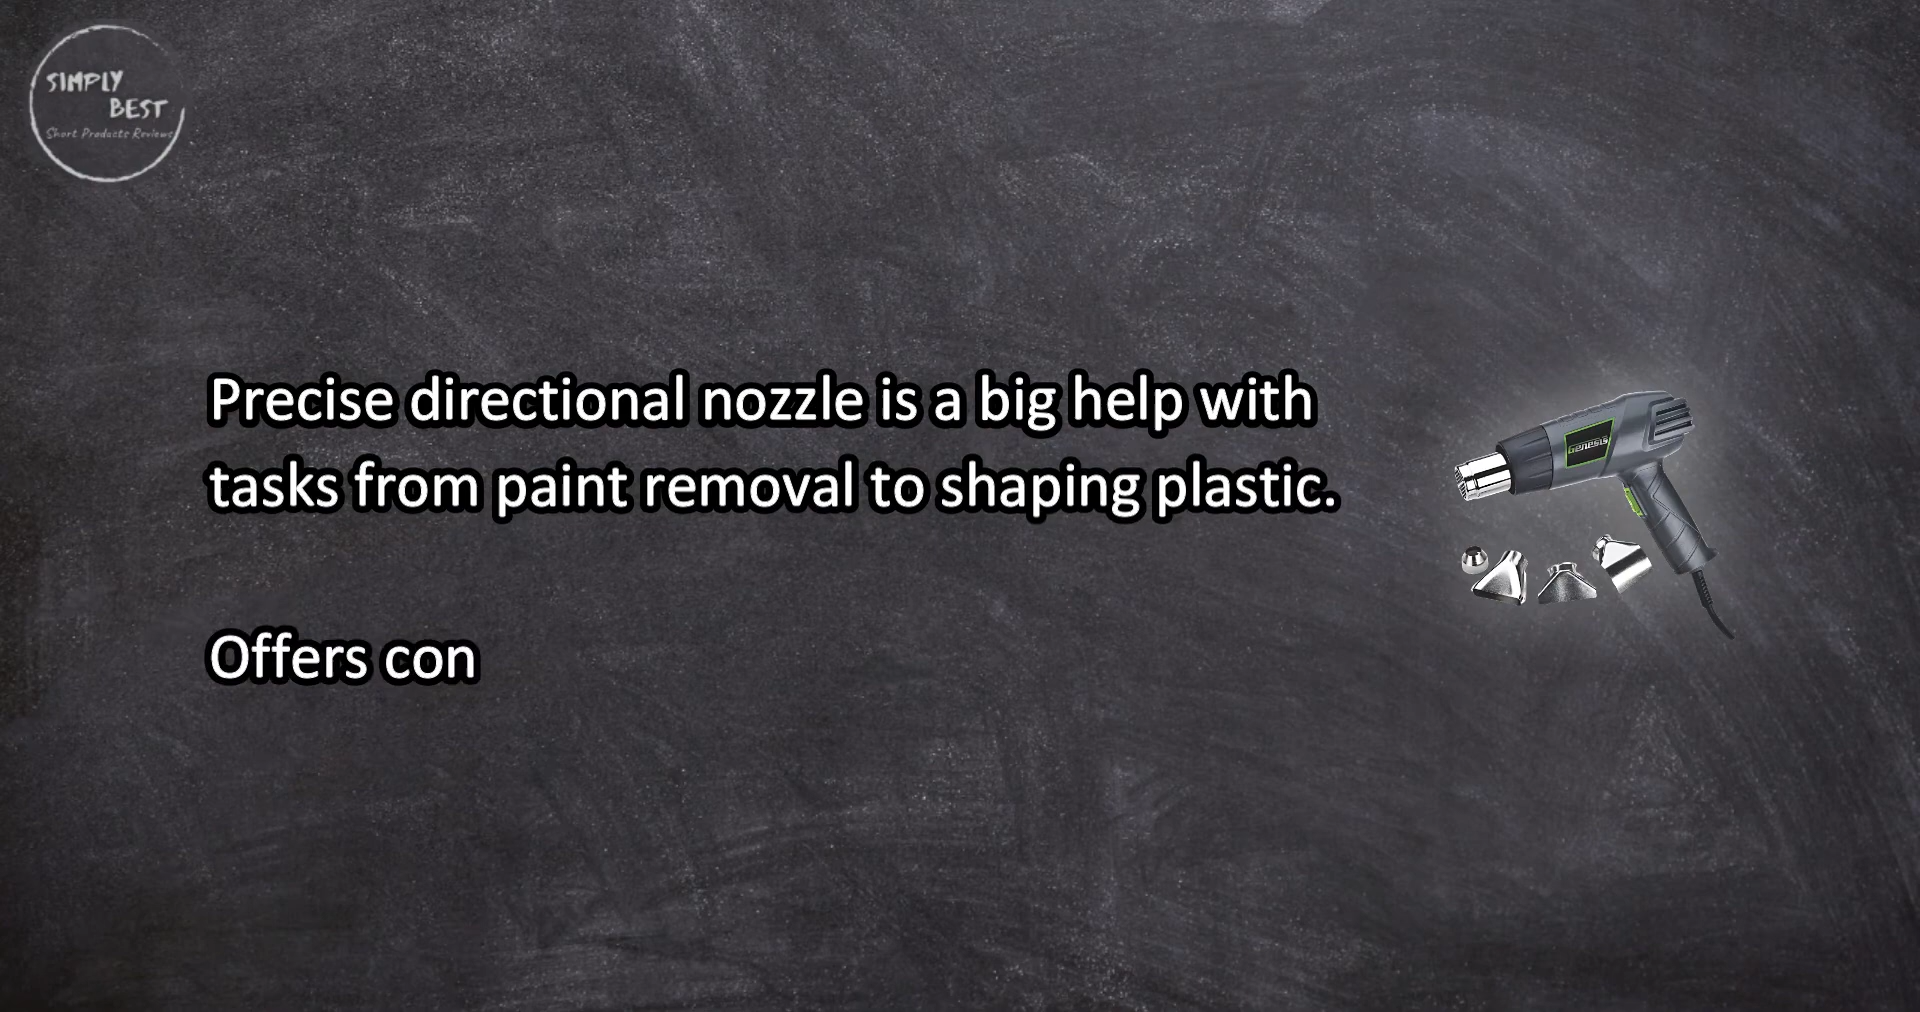 SIMPLY
BEST
Short Products Reviews
Precise directional nozzle is a big help with
tasks from paint removal to shaping plastic.
GENESIS
Offers con